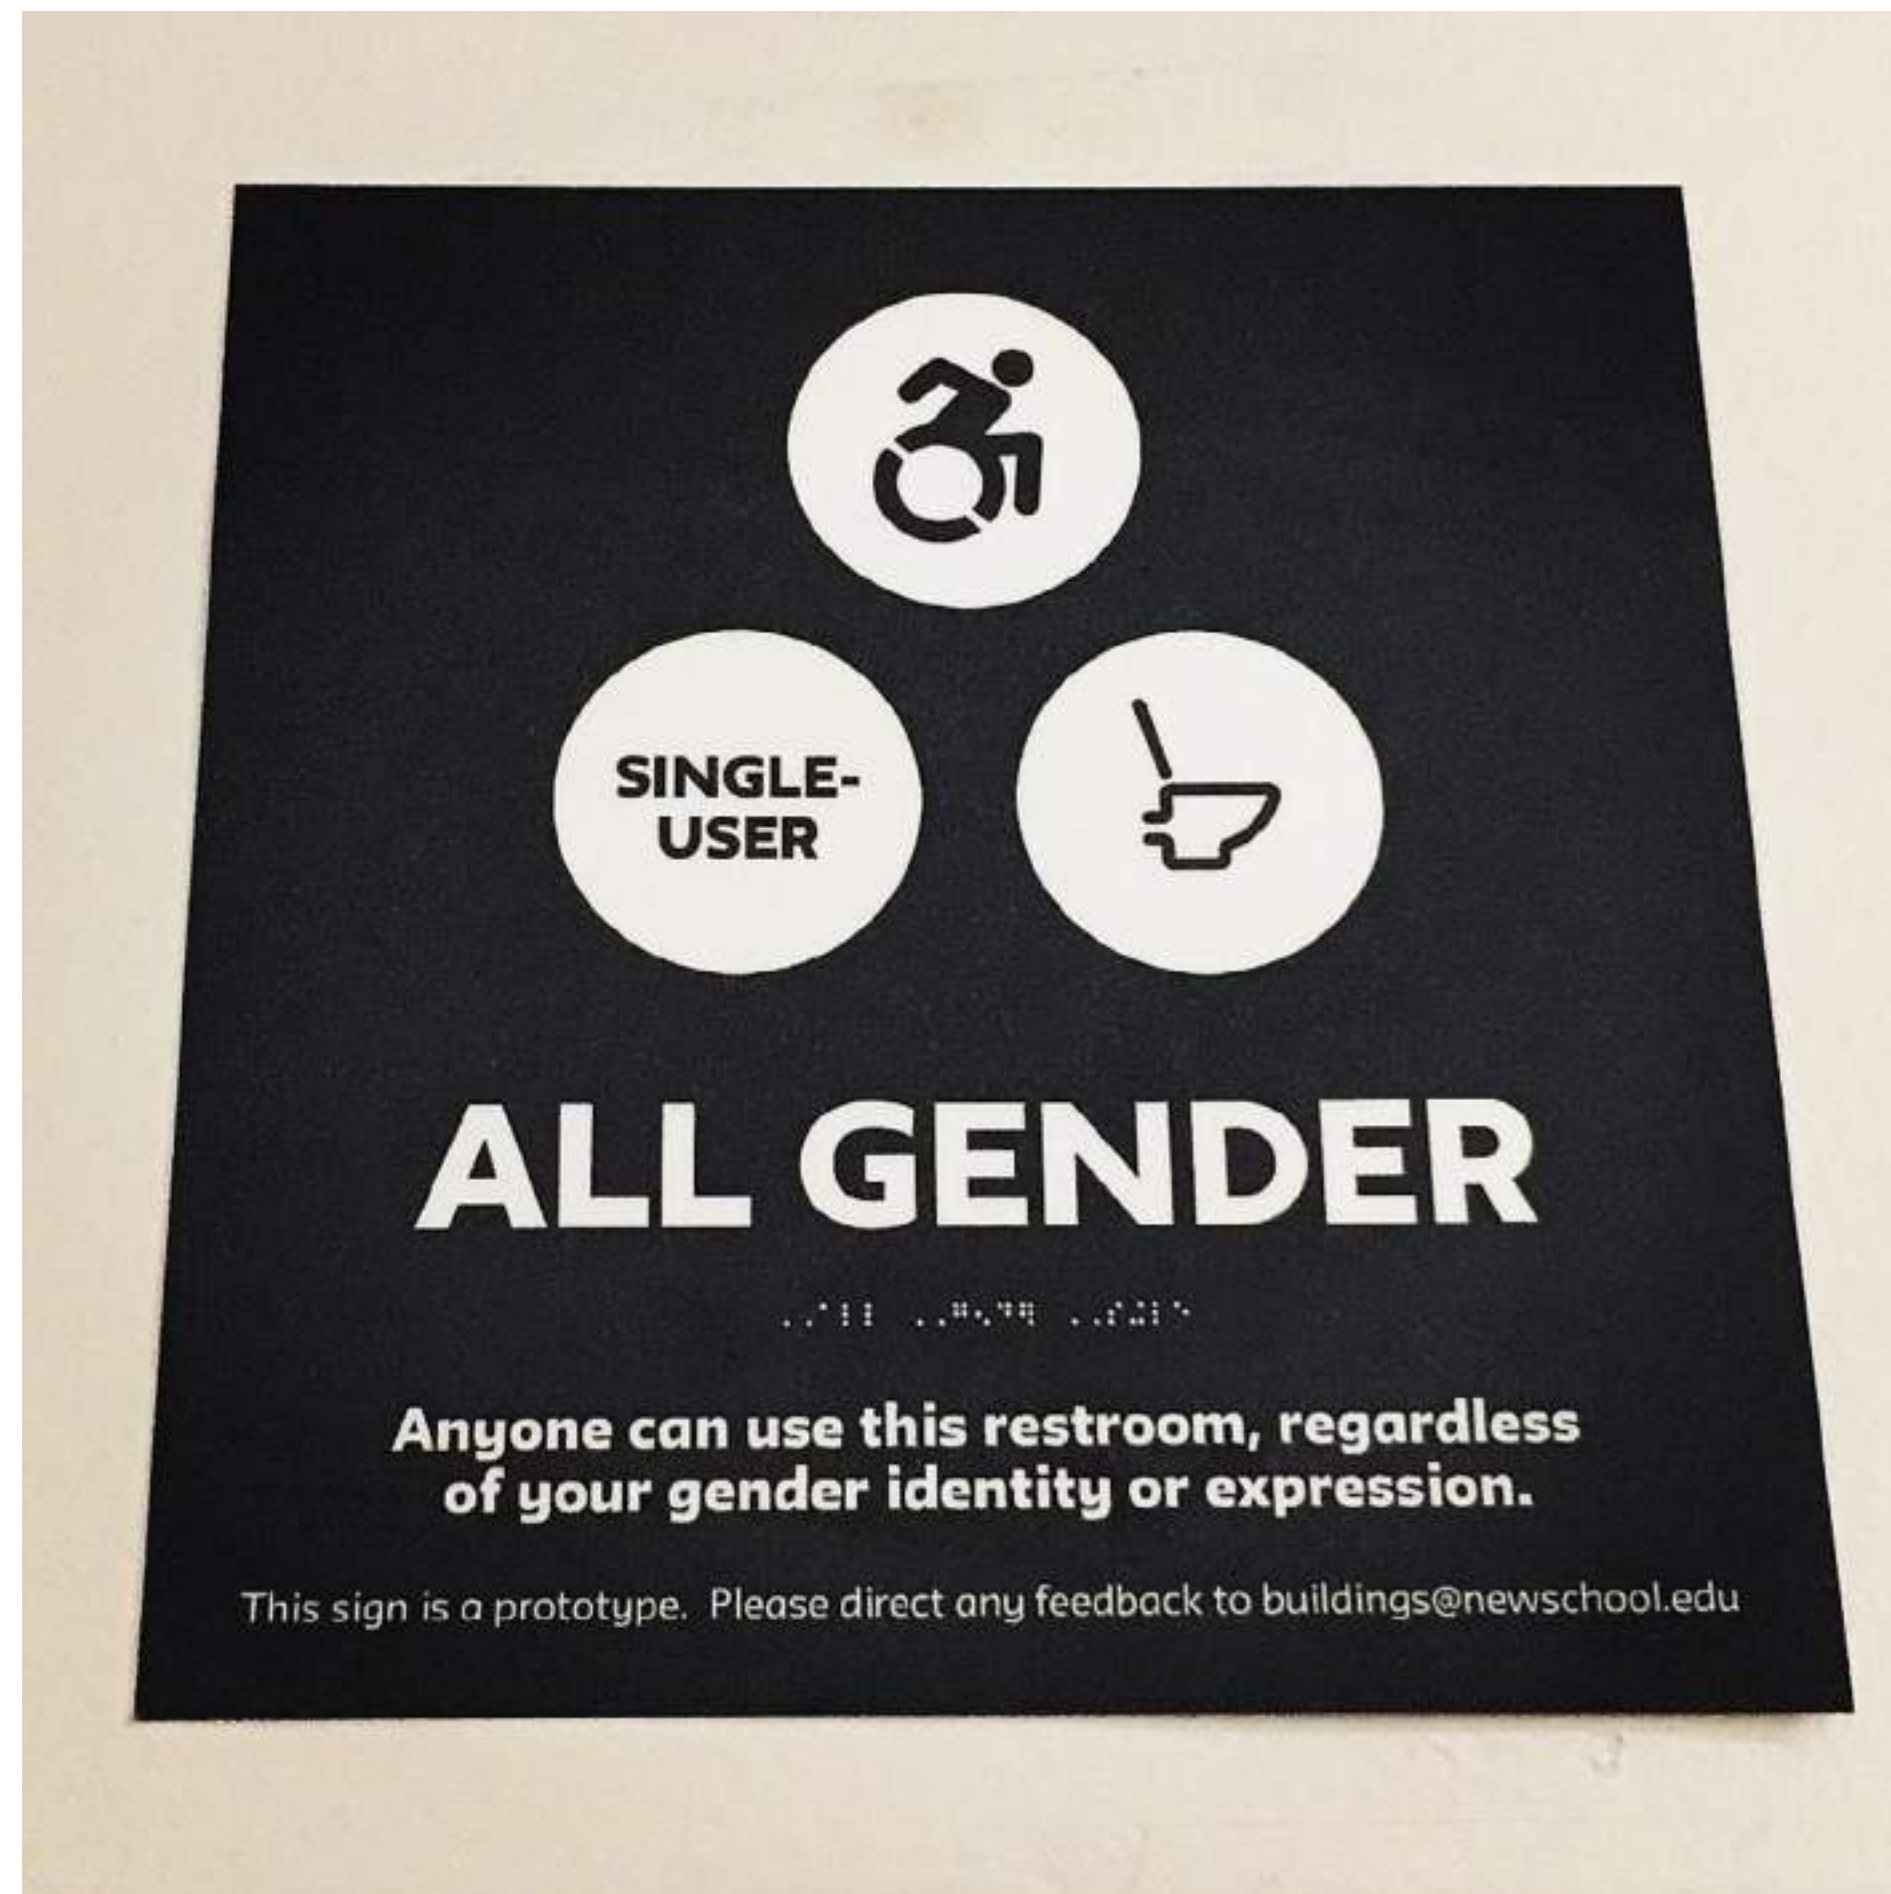 SINGLE-
USER
ALL GENDER
Anyone can use this restroom, regardless
of your gender identity or expression.
This sign is a prototype. Please direct any feedback to buildings@newschool.edu